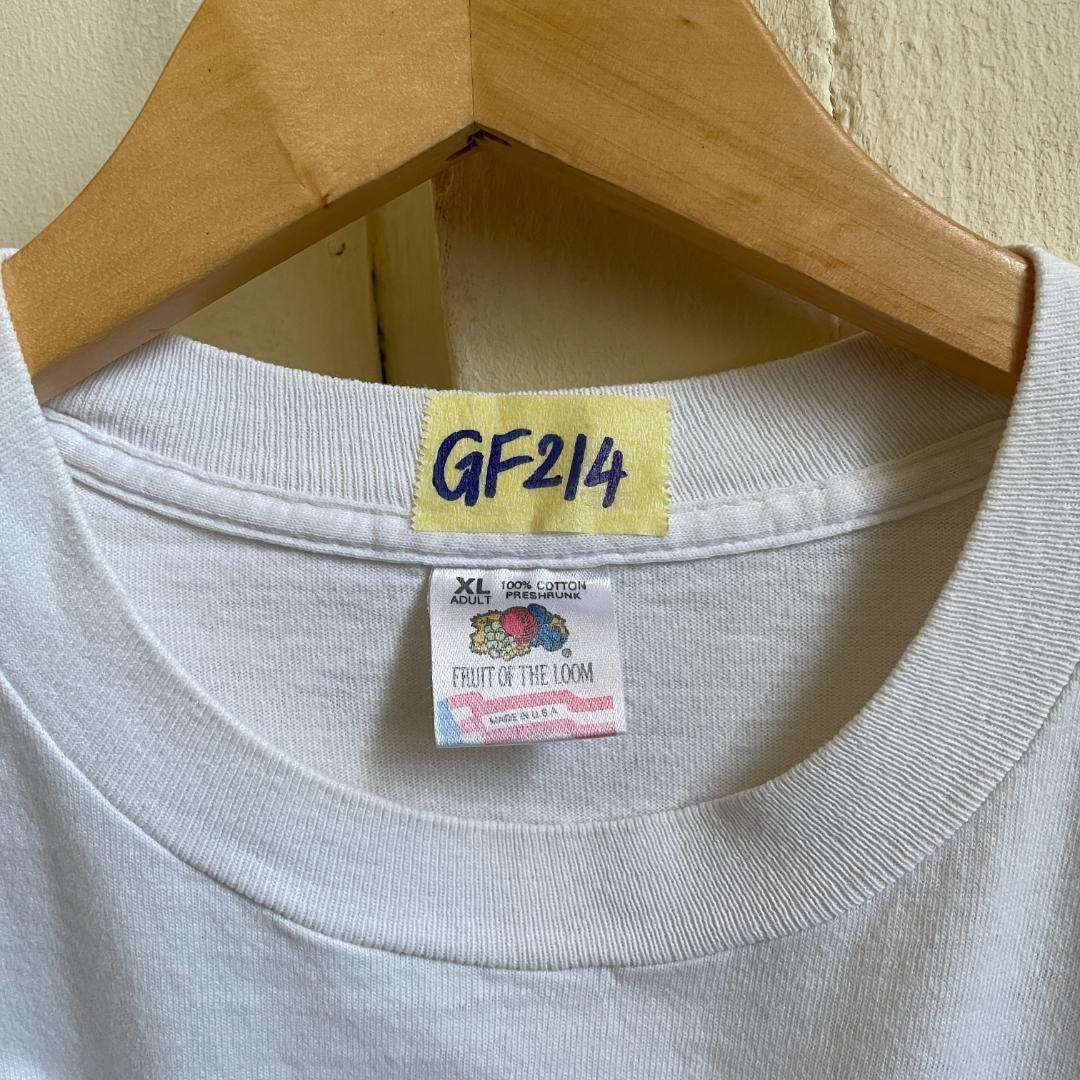 GF214
XL 100% COTTON
ADULT PRESHRUNK
®
FRUIT OF THE LOOM
MADE IN U.S.A